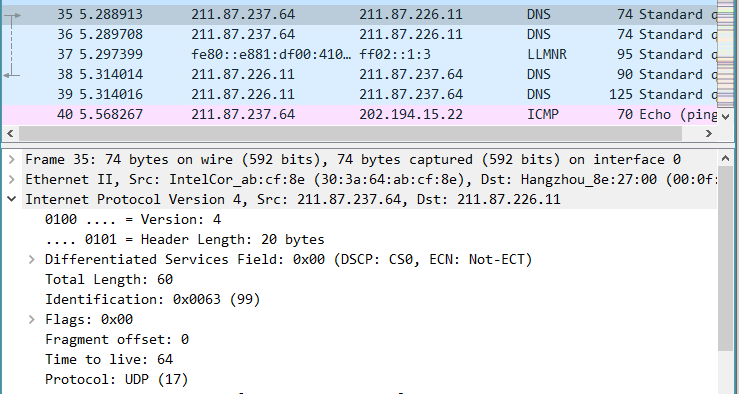 35 5.288913 211.87.237.64 211.87.226.11 DNS 74 Standard q
36 5.289708 211.87.237.64 211.87.226.11 DNS 74 Standard q
37 5.297399 fe80::e881:df00:410… ff02::1:3 LLMNR 95 Standard q
38 5.314014 211.87.226.11 211.87.237.64 DNS 90 Standard q
39 5.314016 211.87.226.11 211.87.237.64 DNS 125 Standard q
40 5.568267 211.87.237.64 202.194.15.22 ICMP 70 Echo (ping
Frame 35: 74 bytes on wire (592 bits), 74 bytes captured (592 bits) on interface 0
Ethernet II, Src: IntelCor_ab:cf:8e (30:3a:64:ab:cf:8e), Dst: Hangzhou_8e:27:00 (00:0f:
Internet Protocol Version 4, Src: 211.87.237.64, Dst: 211.87.226.11
0100 .... = Version: 4
.... 0101 = Header Length: 20 bytes
Differentiated Services Field: 0x00 (DSCP: CS0, ECN: Not-ECT)
Total Length: 60
Identification: 0x0063 (99)
Flags: 0x00
Fragment offset: 0
Time to live: 64
Protocol: UDP (17)